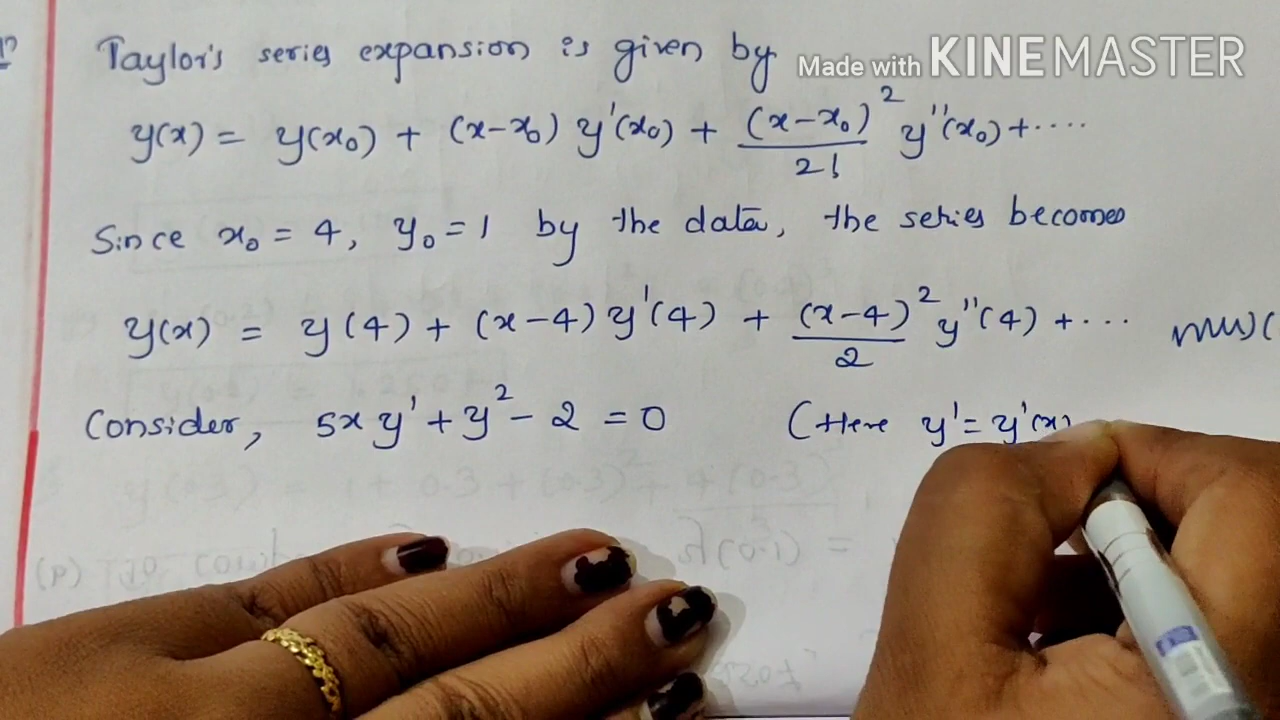 Taylor's series expansion is given by
Made with KINEMASTER
y(x) = y(x₀) + (x-x₀) y'(x₀) + (x-x₀)²/2! y''(x₀) + ....
Since x₀ = 4, y₀ = 1 by the data, the series becomes
y(x) = y(4) + (x-4) y'(4) + (x-4)²/2 y''(4) + ...
Consider, 5x y' + y² - 2 = 0 (Here y' = y'(x)